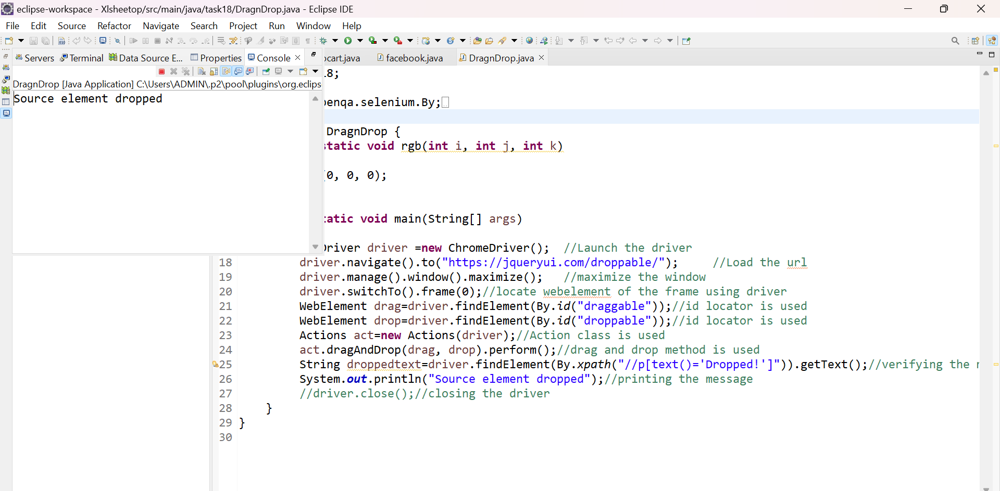 eclipse-workspace - Xlsheetop/src/main/java/task18/DragnDrop.java - Eclipse IDE
File Edit Source Refactor Navigate Search Project Run Window Help
Servers Terminal Data Source E... Properties Console
DragnDrop [Java Application] C:\Users\ADMIN\.p2\pool\plugins\org.eclips
Source element dropped
ocart.java facebook.java DragnDrop.java
18;
penqa.selenium.By;
DragnDrop {
static void rgb(int i, int j, int k)
(0, 0, 0);
tatic void main(String[] args)
Driver driver =new ChromeDriver(); //Launch the driver
18 driver.navigate().to("https://jqueryui.com/droppable/"); //Load the url
19 driver.manage().window().maximize(); //maximize the window
20 driver.switchTo().frame(0);//locate webelement of the frame using driver
21 WebElement drag=driver.findElement(By.id("draggable"));//id locator is used
22 WebElement drop=driver.findElement(By.id("droppable"));//id locator is used
23 Actions act=new Actions(driver);//Action class is used
24 act.dragAndDrop(drag, drop).perform();//drag and drop method is used
25 String droppedtext=driver.findElement(By.xpath("//p[text()='Dropped!']")).getText();//verifying the
26 System.out.println("Source element dropped");//printing the message
27 //driver.close();//closing the driver
28 }
29 }
30